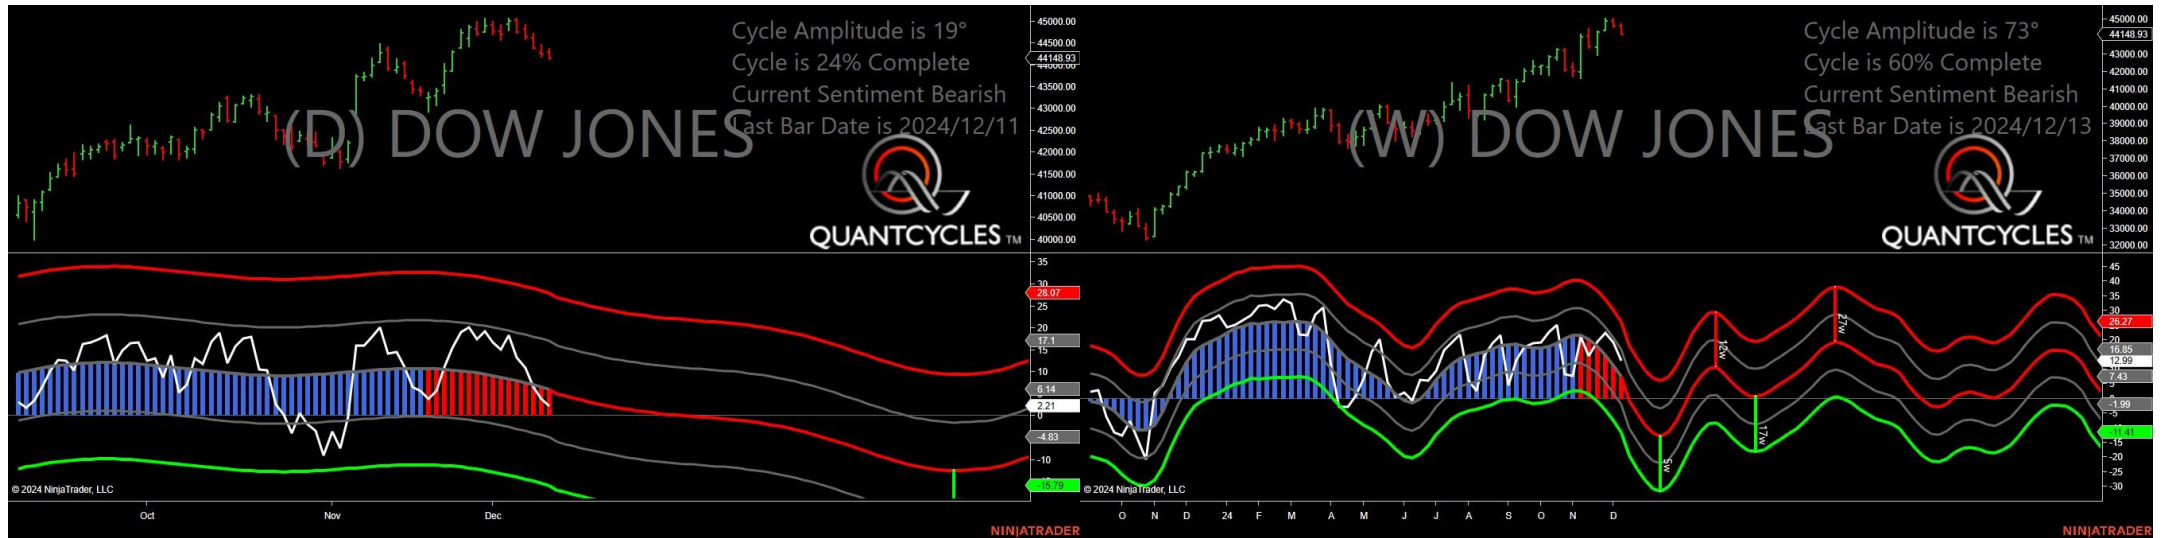 Cycle Amplitude is 19°
Cycle is 24% Complete
Current Sentiment Bearish
Last Bar Date is 2024/12/11
(D) DOW JONES
QUANTCYCLES TM
45000.00
44500.00
44148.93
44000.00
43500.00
43000.00
42500.00
42000.00
41500.00
41000.00
40500.00
40000.00
35
30
28.07
25
20
17.1
15
10
6.14
2.21
0
-4.83
-10
-15.79
© 2024 NinjaTrader, LLC
Oct Nov Dec
NINJATRADER
Cycle Amplitude is 73°
Cycle is 60% Complete
Current Sentiment Bearish
Last Bar Date is 2024/12/13
(W) DOW JONES
QUANTCYCLES TM
45000.00
44148.93
43000.00
42000.00
41000.00
40000.00
39000.00
38000.00
37000.00
36000.00
35000.00
34000.00
33000.00
32000.00
45
40
35
30
26.27
20
16.85
12.99
7.43
5
-1.99
-5
-11.41
-15
-20
-25
-30
5w
12w
17w
27w
© 2024 NinjaTrader, LLC
O N D 24 F M A M J J A S O N D
NINJATRADER